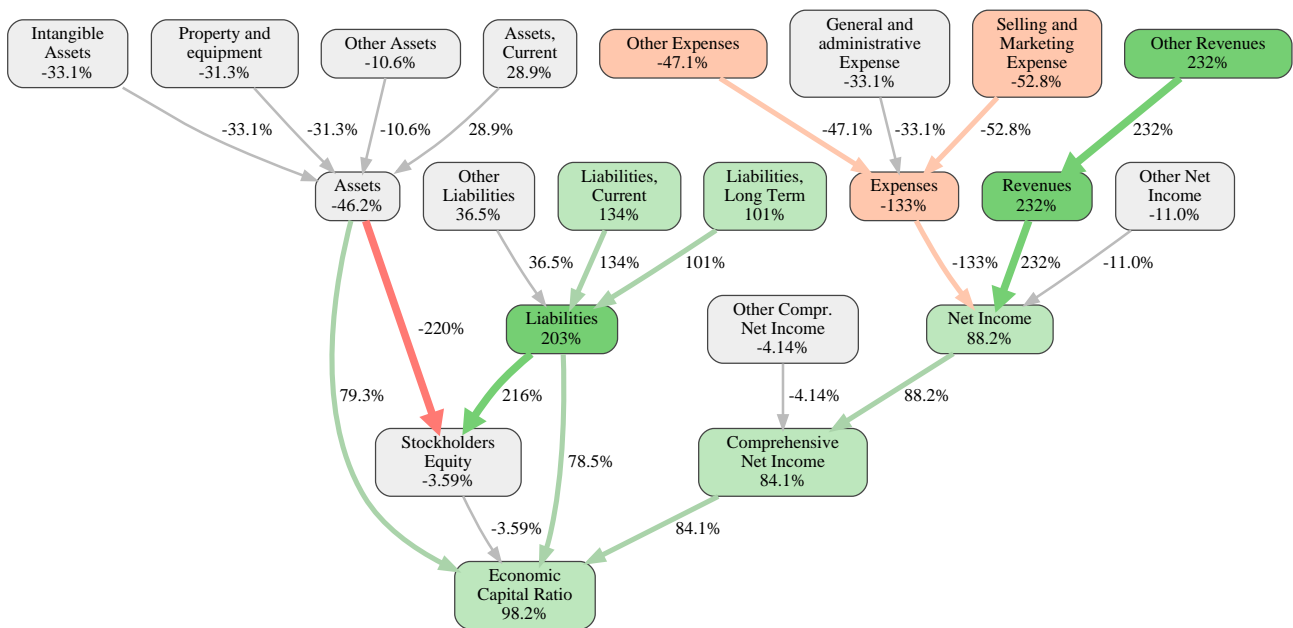 Intangible
Assets
-33.1%
Property and
equipment
-31.3%
Other Assets
-10.6%
Assets,
Current
28.9%
Other Expenses
-47.1%
General and
administrative
Expense
-33.1%
Selling and
Marketing
Expense
-52.8%
Other Revenues
232%
-33.1%
-31.3%
-10.6%
28.9%
-47.1%
-33.1%
-52.8%
232%
Assets
-46.2%
Other
Liabilities
36.5%
Liabilities,
Current
134%
Liabilities,
Long Term
101%
Expenses
-133%
Revenues
232%
Other Net
Income
-11.0%
36.5%
134%
101%
-133%
232%
-11.0%
-220%
Liabilities
203%
Other Compr.
Net Income
-4.14%
Net Income
88.2%
79.3%
216%
-4.14%
88.2%
Stockholders
Equity
-3.59%
78.5%
Comprehensive
Net Income
84.1%
-3.59%
84.1%
Economic
Capital Ratio
98.2%